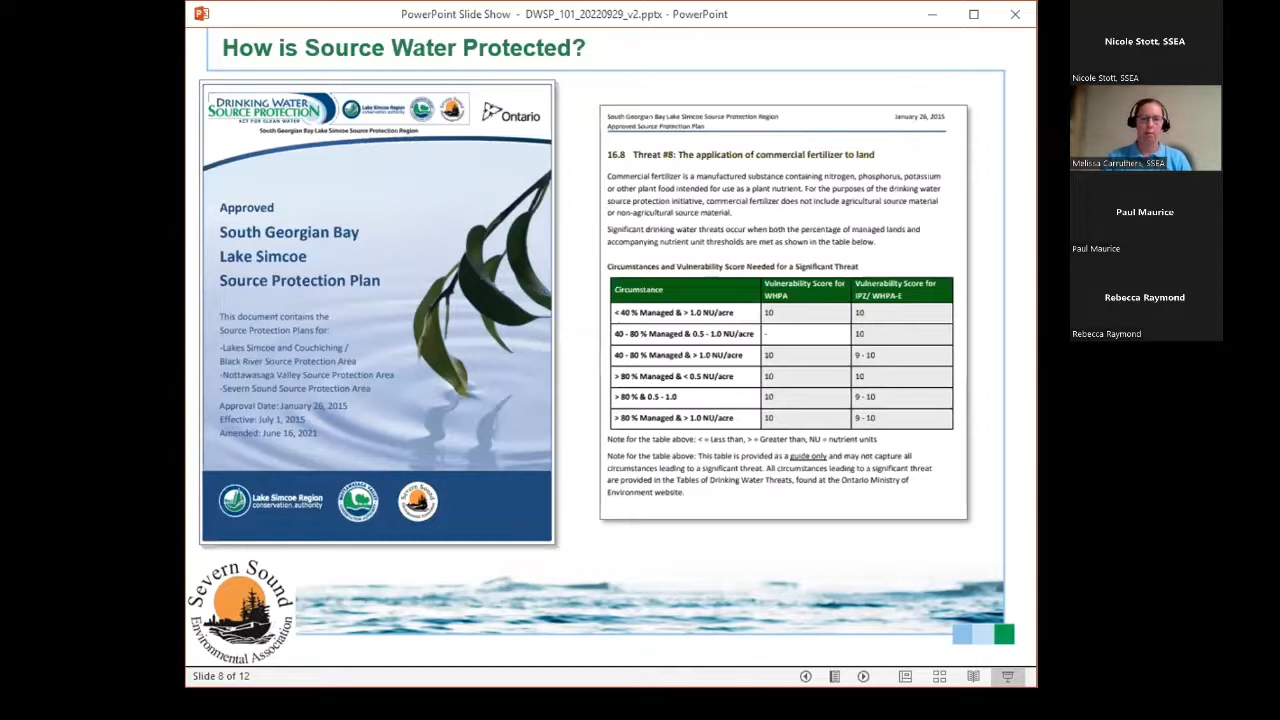 PowerPoint Slide Show - DWSP_101_20220929_v2.pptx - PowerPoint
How is Source Water Protected?
DRINKING WATER
SOURCE PROTECTION
ACT FOR CLEAN WATER
Lake Simcoe Region
conservation authority
Ontario
South Georgian Bay Lake Simcoe Source Protection Region
Approved
South Georgian Bay
Lake Simcoe
Source Protection Plan
This document contains the
Source Protection Plans for:
-Lakes Simcoe and Couchiching /
Black River Source Protection Area
-Nottawasaga Valley Source Protection Area
-Severn Sound Source Protection Area
Approval Date: January 26, 2015
Effective: July 1, 2015
Amended: June 16, 2021
Lake Simcoe Region
conservation authority
South Georgian Bay Lake Simcoe Source Protection Region January 26, 2015
Approved Source Protection Plan
16.8 Threat #8: The application of commercial fertilizer to land
Commercial fertilizer is a manufactured substance containing nitrogen, phosphorus, potassium
or other plant food intended for use as a plant nutrient. For the purposes of the drinking water
source protection initiative, commercial fertilizer does not include agricultural source material
or non-agricultural source material.
Significant drinking water threats occur when both the percentage of managed lands and
accompanying nutrient unit thresholds are met as shown in the table below.
Circumstances and Vulnerability Score Needed for a Significant Threat
Circumstance Vulnerability Score for WHPA Vulnerability Score for IPZ/ WHPA-E
< 40 % Managed & > 1.0 NU/acre 10 10
40 - 80 % Managed & 0.5 - 1.0 NU/acre - 10
40 - 80 % Managed & > 1.0 NU/acre 10 9 - 10
> 80 % Managed & < 0.5 NU/acre 10 10
> 80 % & 0.5 - 1.0 10 9 - 10
> 80 % Managed & > 1.0 NU/acre 10 9 - 10
Note for the table above: < = Less than, > = Greater than, NU = nutrient units
Note for the table above: This table is provided as a guide only and may not capture all
circumstances leading to a significant threat. All circumstances leading to a significant threat
are provided in the Tables of Drinking Water Threats, found at the Ontario Ministry of
Environment website.
Severn Sound
Environmental Association
Slide 8 of 12
Nicole Stott, SSEA
Nicole Stott, SSEA
Melissa Carruthers, SSEA
Paul Maurice
Paul Maurice
Rebecca Raymond
Rebecca Raymond